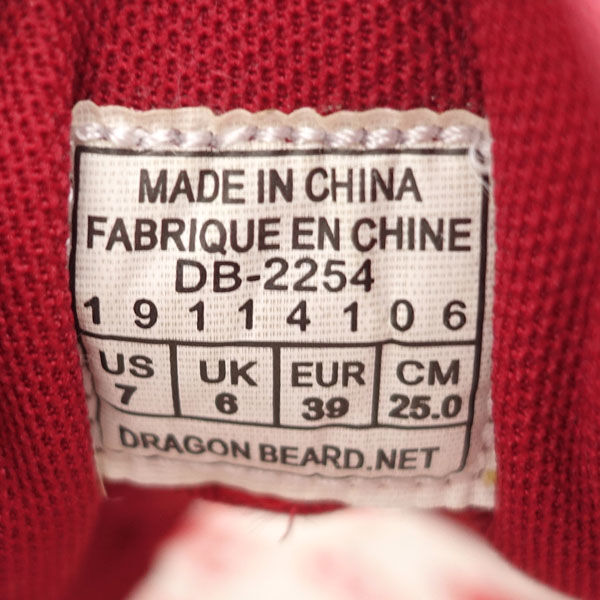 MADE IN CHINA
FABRIQUE EN CHINE
DB-2254
1 9 1 1 4 1 0 6
US UK EUR CM
7 6 39 25.0
DRAGON BEARD.NET